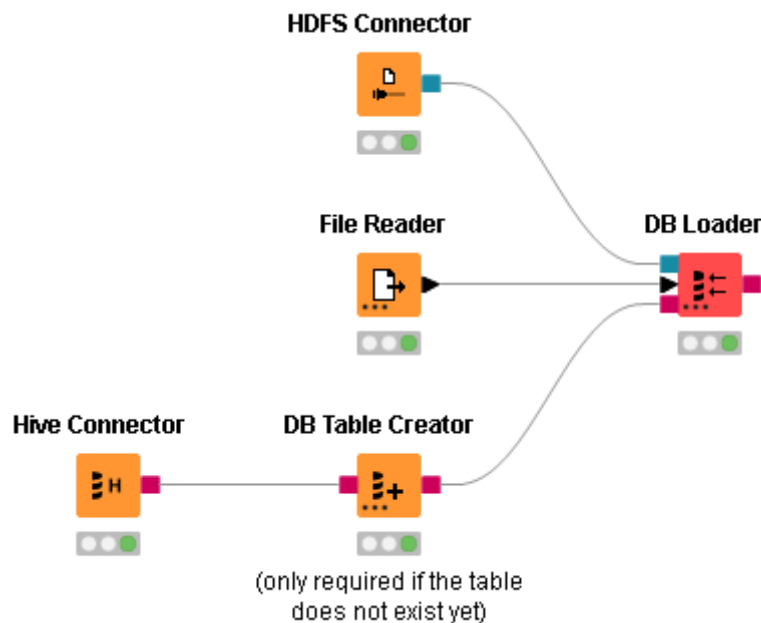 HDFS Connector
File Reader
DB Loader
Hive Connector
H
DB Table Creator
(only required if the table
does not exist yet)